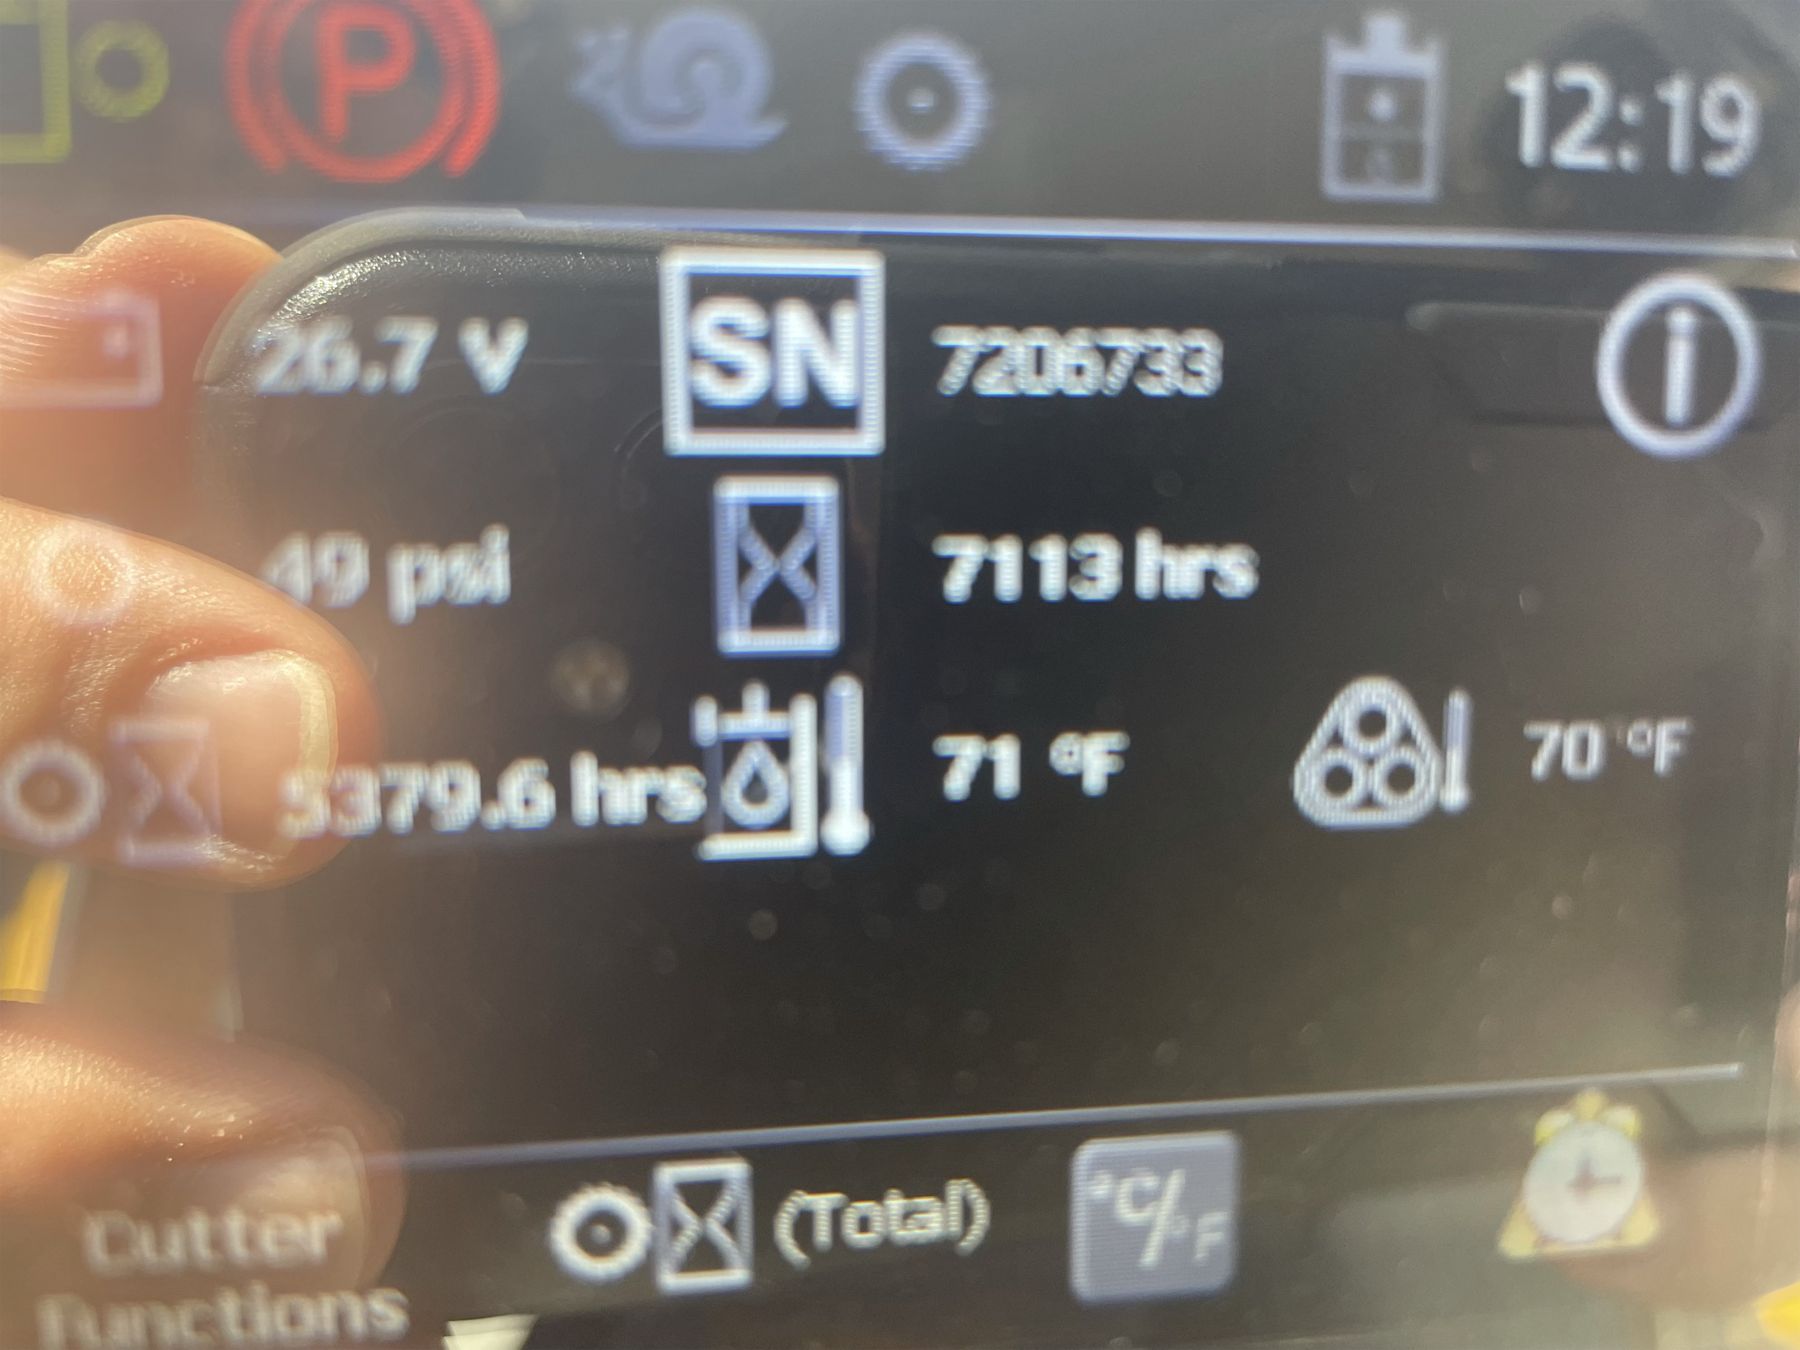 P 12:19
26.7 V SN 7206733
49 psi 7113 hrs
5379.6 hrs 71 °F 70 °F
(Total) °C/°F
Cutter
Functions